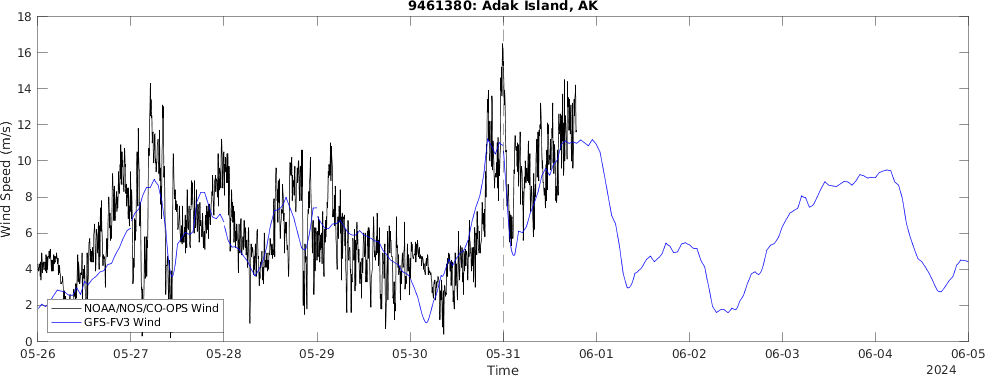 9461380: Adak Island, AK
18
16
14
12
10
8
6
4
2
0
Wind Speed (m/s)
NOAA/NOS/CO-OPS Wind
GFS-FV3 Wind
05-26 05-27 05-28 05-29 05-30 05-31 06-01 06-02 06-03 06-04 06-05
Time
2024